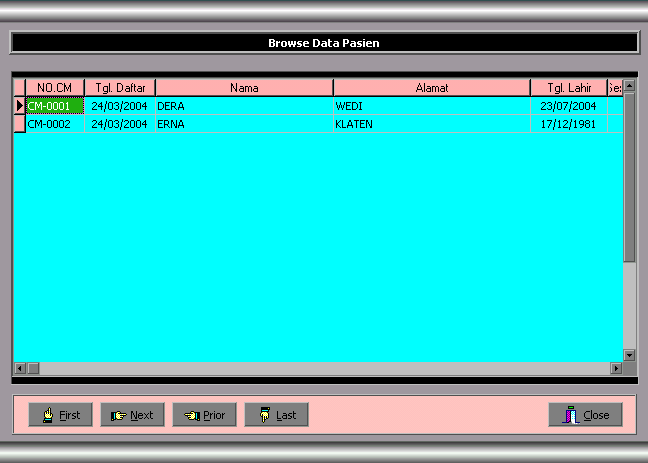 Browse Data Pasien
NO.CM Tgl. Daftar Nama Alamat Tgl. Lahir
CM-0001 24/03/2004 DERA WEDI 23/07/2004
CM-0002 24/03/2004 ERNA KLATEN 17/12/1981
First Next Prior Last Close